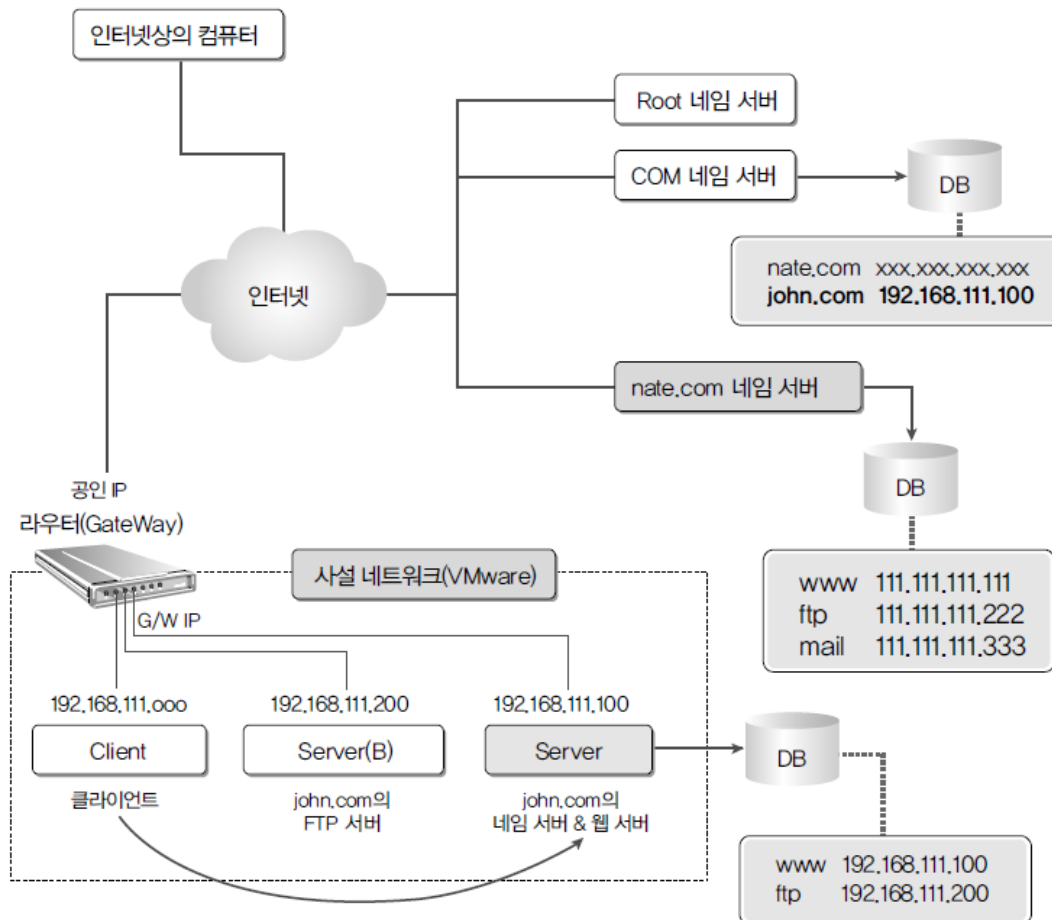 인터넷상의 컴퓨터
Root 네임 서버
COM 네임 서버
DB
nate.com xxx.xxx.xxx.xxx
john.com 192.168.111.100
인터넷
nate.com 네임 서버
DB
www 111.111.111.111
ftp 111.111.111.222
mail 111.111.111.333
공인 IP
라우터(GateWay)
사설 네트워크(VMware)
G/W IP
192.168.111.ooo
192.168.111.200
192.168.111.100
Client
Server(B)
Server
DB
클라이언트
john.com의
FTP 서버
john.com의
네임 서버 & 웹 서버
www 192.168.111.100
ftp 192.168.111.200